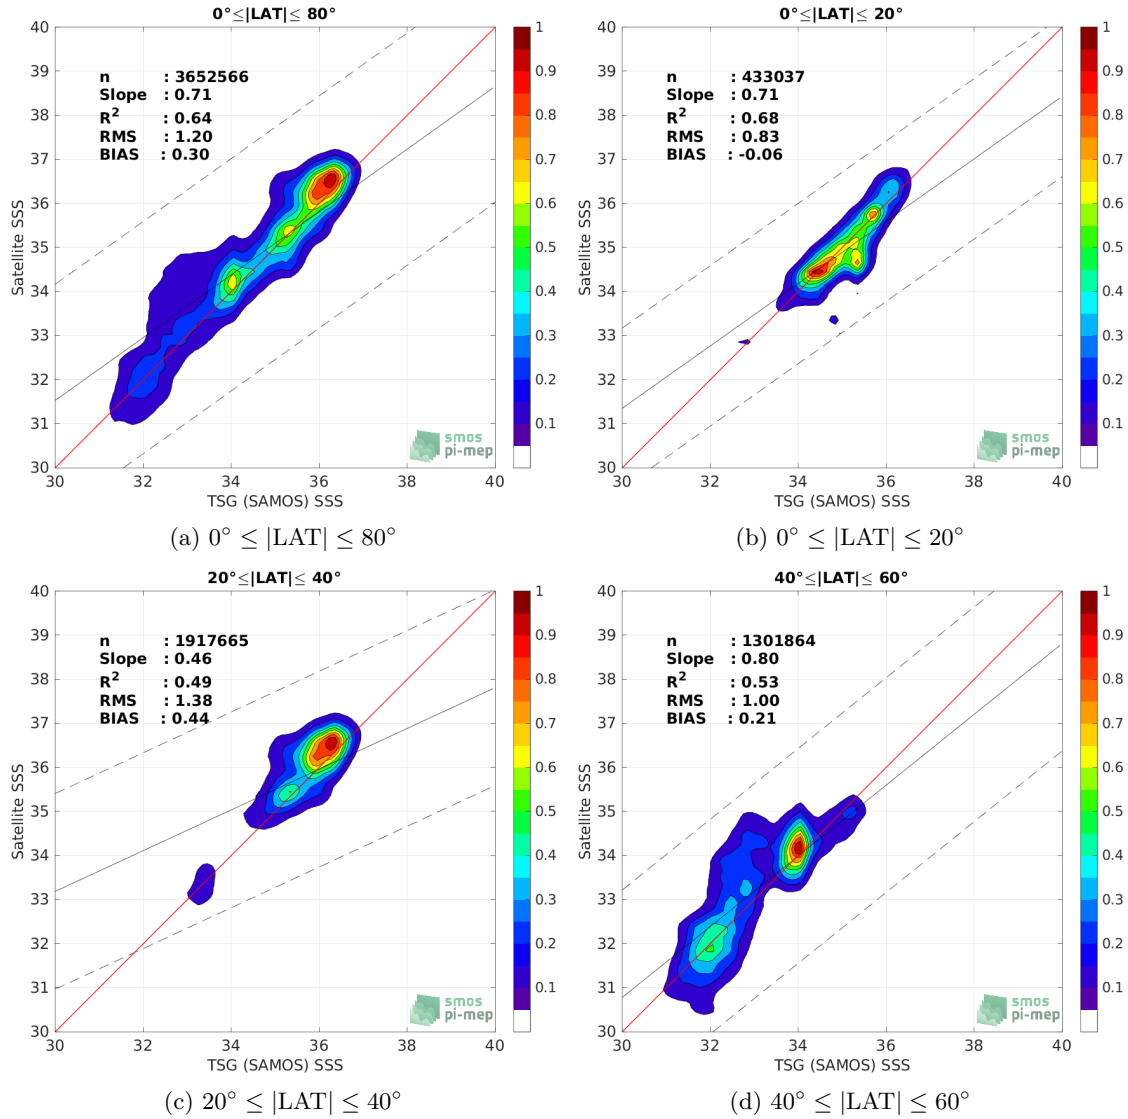 0°≤|LAT|≤ 80°
40
39
38
37
36
35
34
33
32
31
30
30
32
34
36
38
40
Satellite SSS
TSG (SAMOS) SSS
n : 3652566
Slope : 0.71
R² : 0.64
RMS : 1.20
BIAS : 0.30
1
0.9
0.8
0.7
0.6
0.5
0.4
0.3
0.2
0.1
smos
pi-mep
(a) 0° ≤ |LAT| ≤ 80°
0°≤|LAT|≤ 20°
40
39
38
37
36
35
34
33
32
31
30
30
32
34
36
38
40
Satellite SSS
TSG (SAMOS) SSS
n : 433037
Slope : 0.71
R² : 0.68
RMS : 0.83
BIAS : -0.06
1
0.9
0.8
0.7
0.6
0.5
0.4
0.3
0.2
0.1
smos
pi-mep
(b) 0° ≤ |LAT| ≤ 20°
20°≤|LAT|≤ 40°
40
39
38
37
36
35
34
33
32
31
30
30
32
34
36
38
40
Satellite SSS
TSG (SAMOS) SSS
n : 1917665
Slope : 0.46
R² : 0.49
RMS : 1.38
BIAS : 0.44
1
0.9
0.8
0.7
0.6
0.5
0.4
0.3
0.2
0.1
smos
pi-mep
(c) 20° ≤ |LAT| ≤ 40°
40°≤|LAT|≤ 60°
40
39
38
37
36
35
34
33
32
31
30
30
32
34
36
38
40
Satellite SSS
TSG (SAMOS) SSS
n : 1301864
Slope : 0.80
R² : 0.53
RMS : 1.00
BIAS : 0.21
1
0.9
0.8
0.7
0.6
0.5
0.4
0.3
0.2
0.1
smos
pi-mep
(d) 40° ≤ |LAT| ≤ 60°